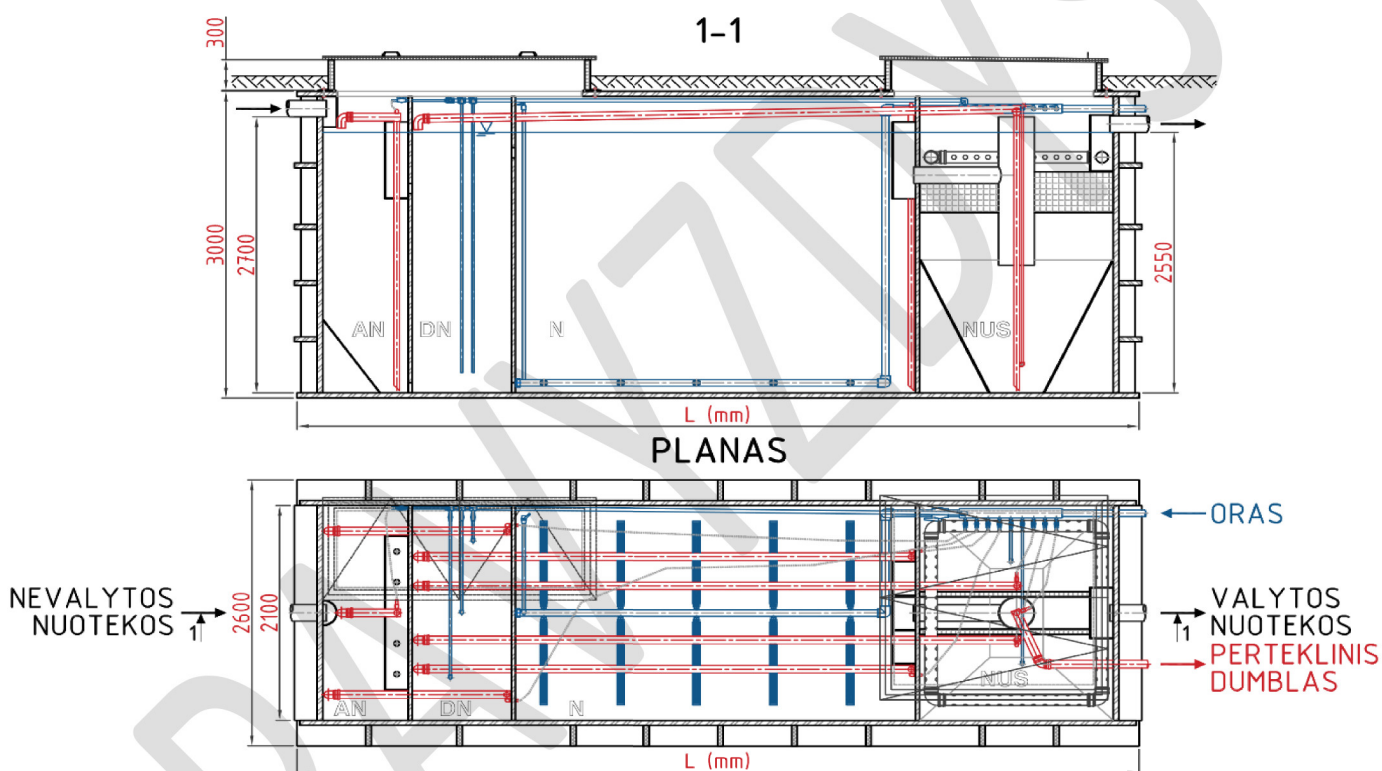 1-1
300
3000
2700
2550
AN
DN
N
NUS
L (mm)
PLANAS
ORAS
NEVALYTOS
NUOTEKOS
1
2600
2100
VALYTOS
NUOTEKOS
1
PERTEKLINIS
DUMBLAS
AN
DN
N
NUS
L (mm)
PAVYZDYS